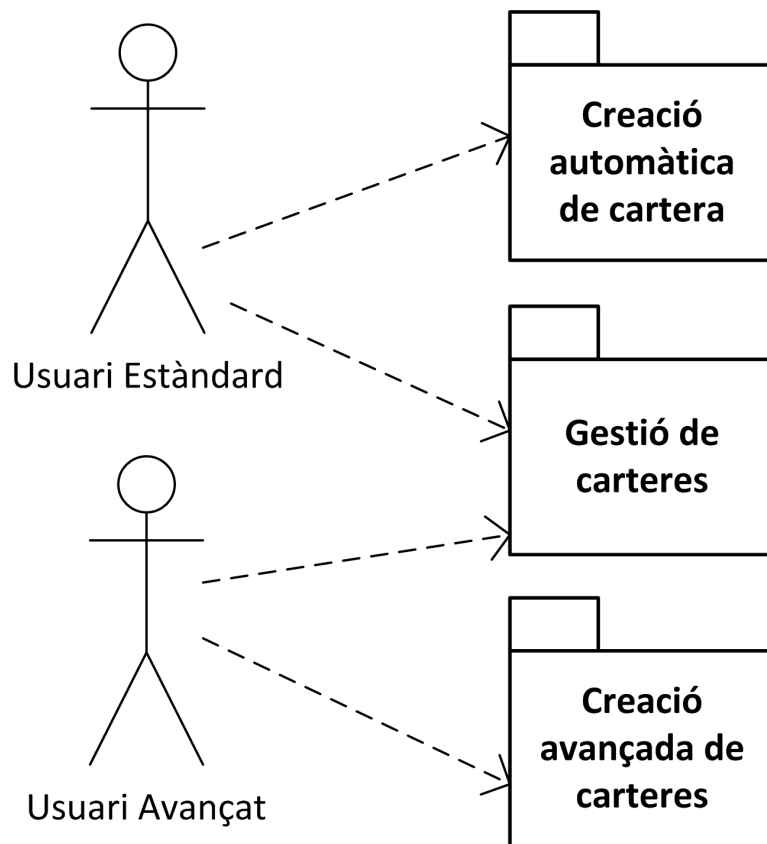 Creació
automàtica
de cartera
Usuari Estàndard
Gestió de
carteres
Creació
avançada de
carteres
Usuari Avançat